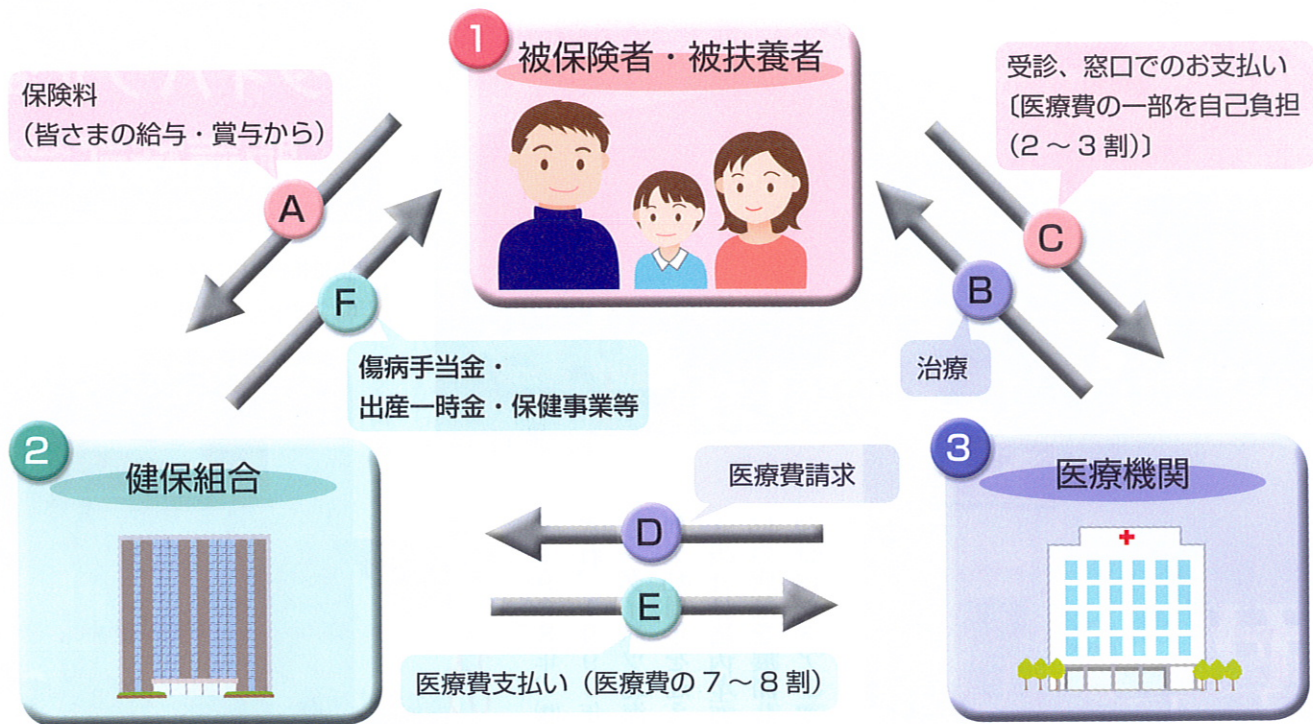 1
被保険者・被扶養者
保険料
(皆さまの給与・賞与から)
受診、窓口でのお支払い
〔医療費の一部を自己負担
(2~3割)〕
A
F
B
C
傷病手当金・
出産一時金・保健事業等
治療
2
健保組合
3
医療機関
医療費請求
D
E
医療費支払い(医療費の7~8割)